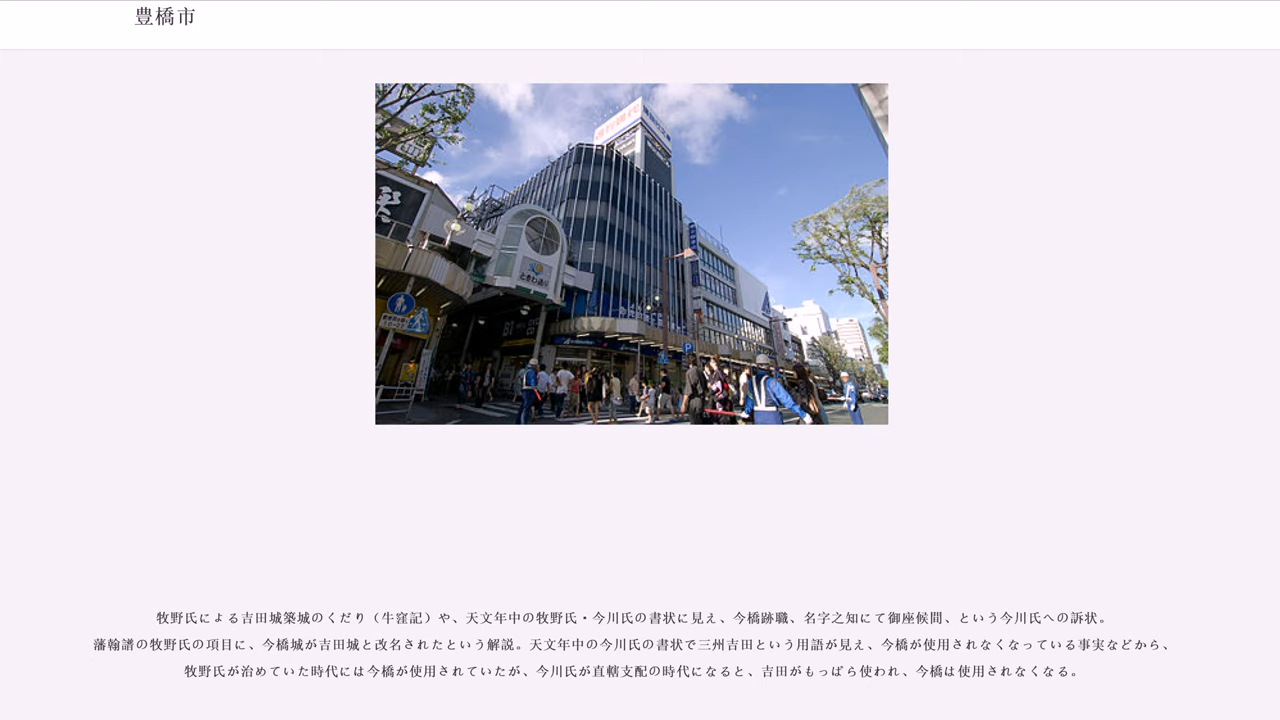 豊橋市
ときわ通り
P
牧野氏による吉田城築城のくだり（牛窪記）や、天文年中の牧野氏・今川氏の書状に見え、今橋跡職、名字之知にて御座候間、という今川氏への訴状。
藩翰譜の牧野氏の項目に、今橋城が吉田城と改名されたという解説。天文年中の今川氏の書状で三州吉田という用語が見え、今橋が使用されなくなっている事実などから、
牧野氏が治めていた時代には今橋が使用されていたが、今川氏が直轄支配の時代になると、吉田がもっぱら使われ、今橋は使用されなくなる。